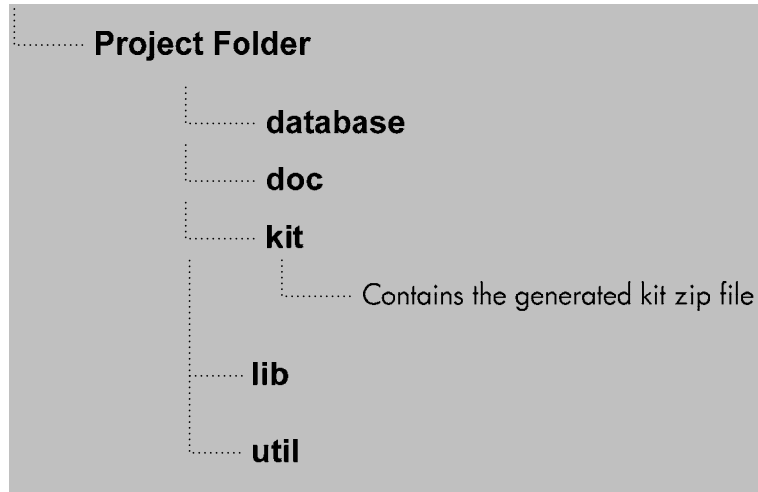 Project Folder
database
doc
kit
Contains the generated kit zip file
lib
util